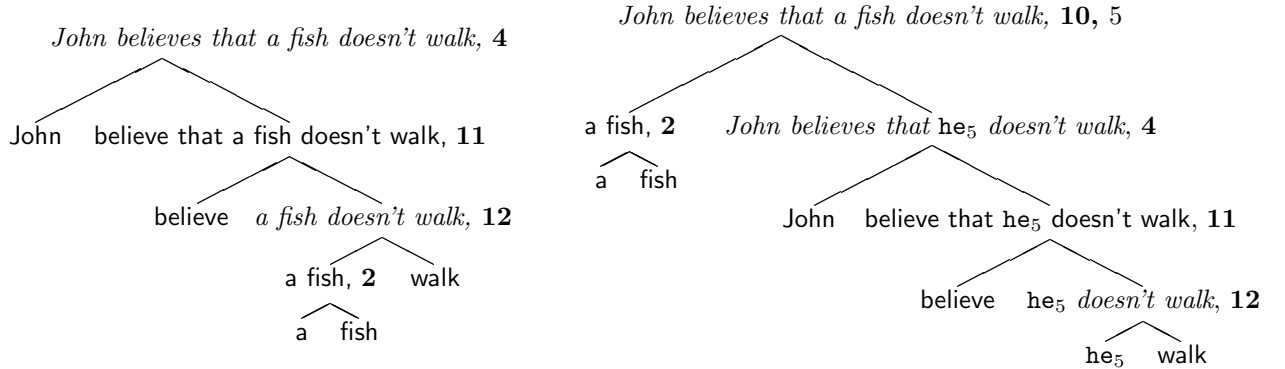 John believes that a fish doesn't walk, 4
John    believe that a fish doesn't walk, 11
believe    a fish doesn't walk, 12
a fish, 2    walk
a    fish
John believes that a fish doesn't walk, 10, 5
a fish, 2    John believes that he₅ doesn't walk, 4
a    fish
John    believe that he₅ doesn't walk, 11
believe    he₅ doesn't walk, 12
he₅    walk